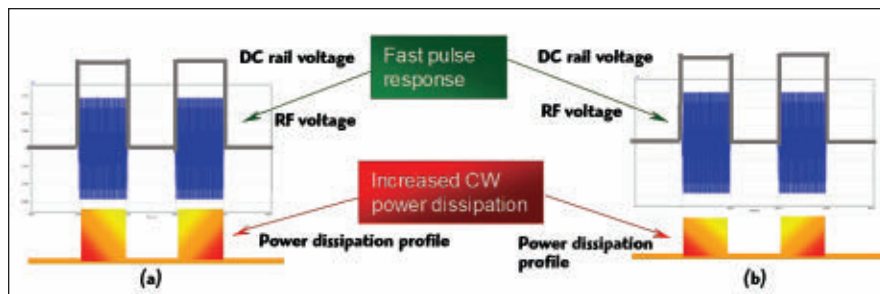 DC rail voltage
Fast pulse
response
DC rail voltage
RF voltage
RF voltage
Increased CW
power dissipation
Power dissipation profile
Power dissipation
profile
(a)
(b)